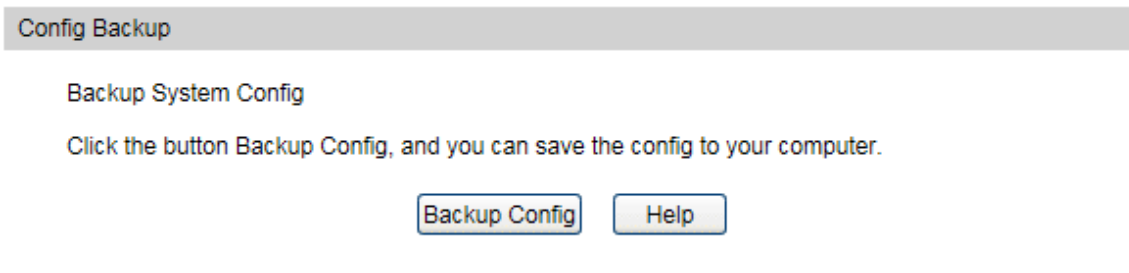 Config Backup
Backup System Config
Click the button Backup Config, and you can save the config to your computer.
Backup Config Help